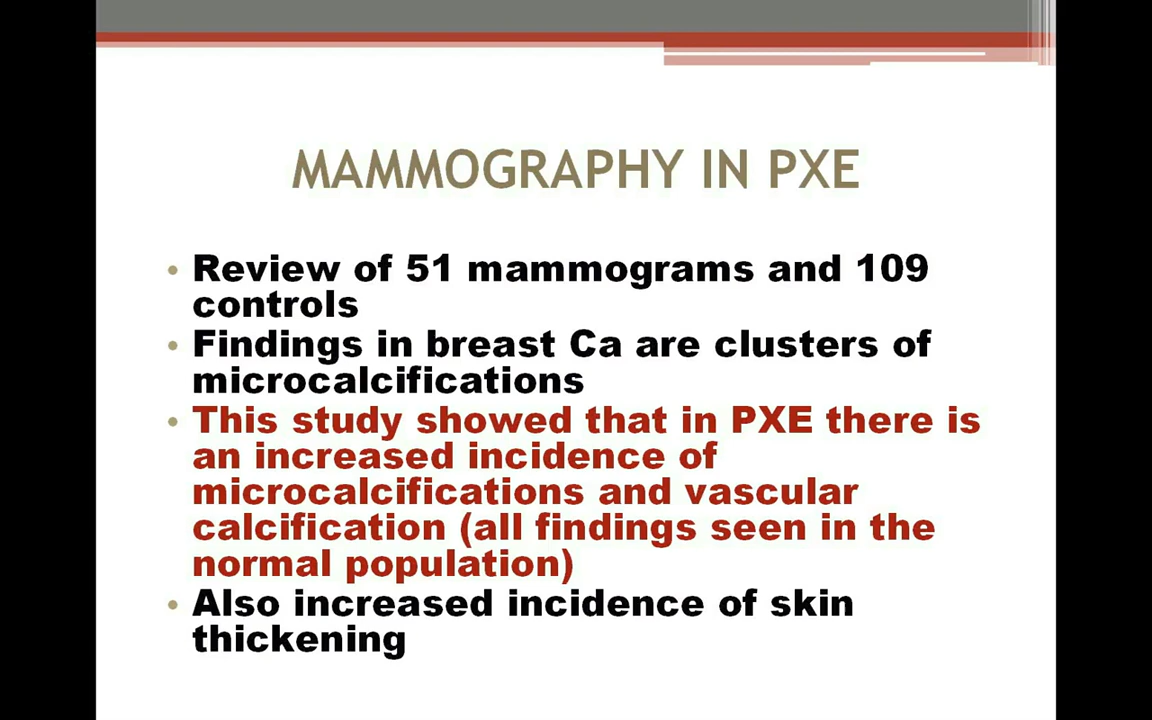 MAMMOGRAPHY IN PXE
• Review of 51 mammograms and 109
controls
• Findings in breast Ca are clusters of
microcalcifications
• This study showed that in PXE there is
an increased incidence of
microcalcifications and vascular
calcification (all findings seen in the
normal population)
• Also increased incidence of skin
thickening